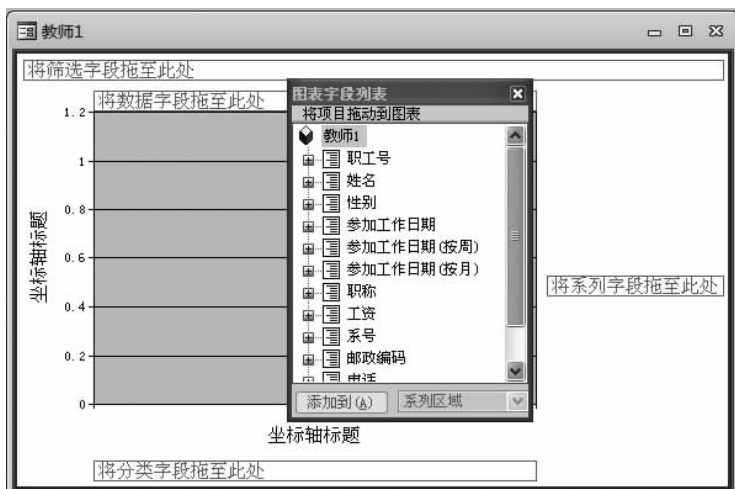 教师1
将筛选字段拖至此处
将数据字段拖至此处
图表字段列表
将项目拖动到图表
教师1
职工号
姓名
性别
参加工作日期
参加工作日期(按周)
参加工作日期(按月)
职称
工资
系号
邮政编码
电话
添加到(A)
系列区域
1.2
1
0.8
0.6
0.4
0.2
0
坐标轴标题
将系列字段拖至此处
坐标轴标题
将分类字段拖至此处